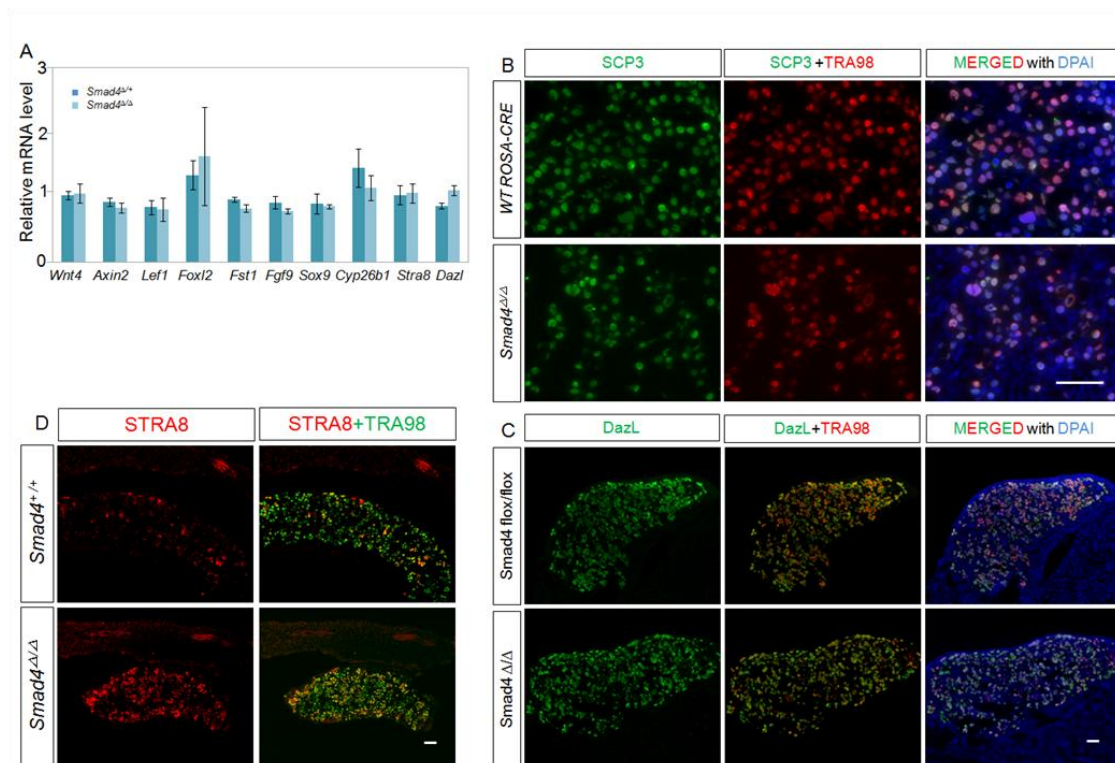 A
Relative mRNA level
3
2
1
0
Smad4Δ/+
Smad4Δ/Δ
Wnt4 Axin2 Lef1 Foxl2 Fst1 Fgf9 Sox9 Cyp26b1 Stra8 Dazl
B
SCP3
SCP3 +TRA98
MERGED with DPAI
WT ROSA-CRE
Smad4Δ/Δ
D
STRA8
STRA8+TRA98
Smad4+/+
Smad4Δ/Δ
C
DazL
DazL+TRA98
MERGED with DPAI
Smad4 flox/flox
Smad4 Δ/Δ